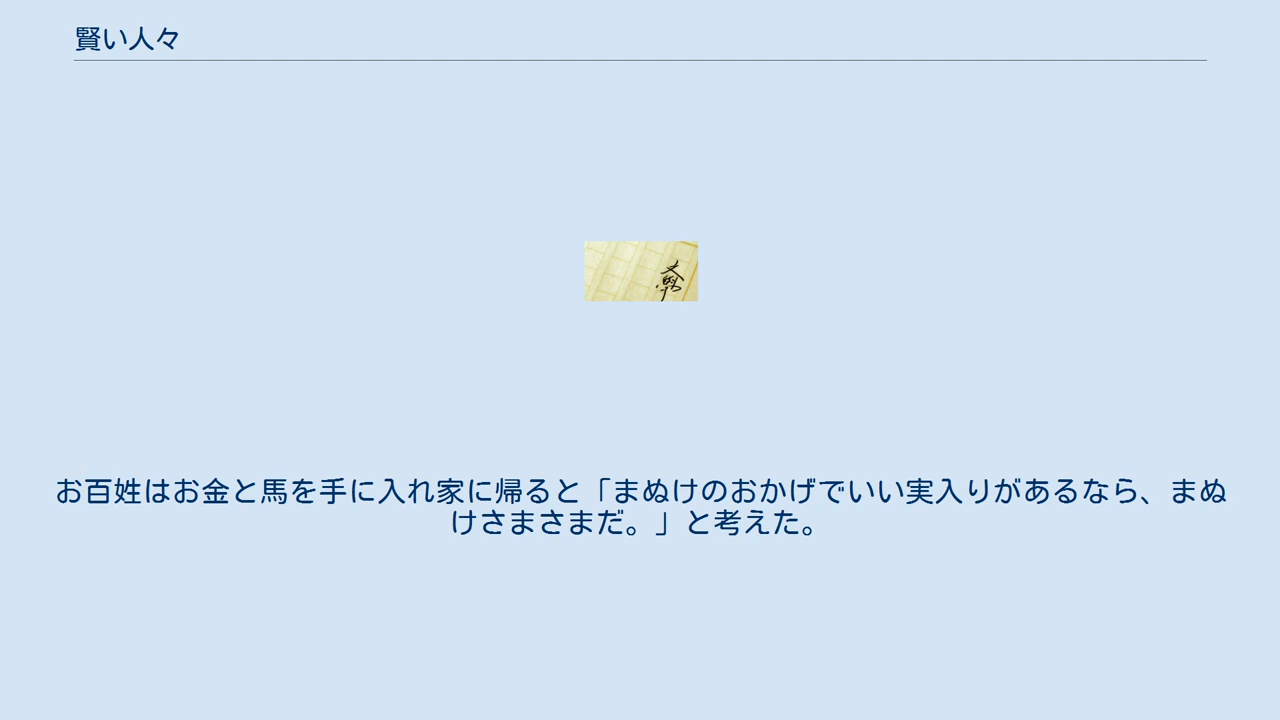 賢い人々
お百姓はお金と馬を手に入れ家に帰ると「まぬけのおかげでいい実入りがあるなら、まぬ
けさまさまだ。」と考えた。